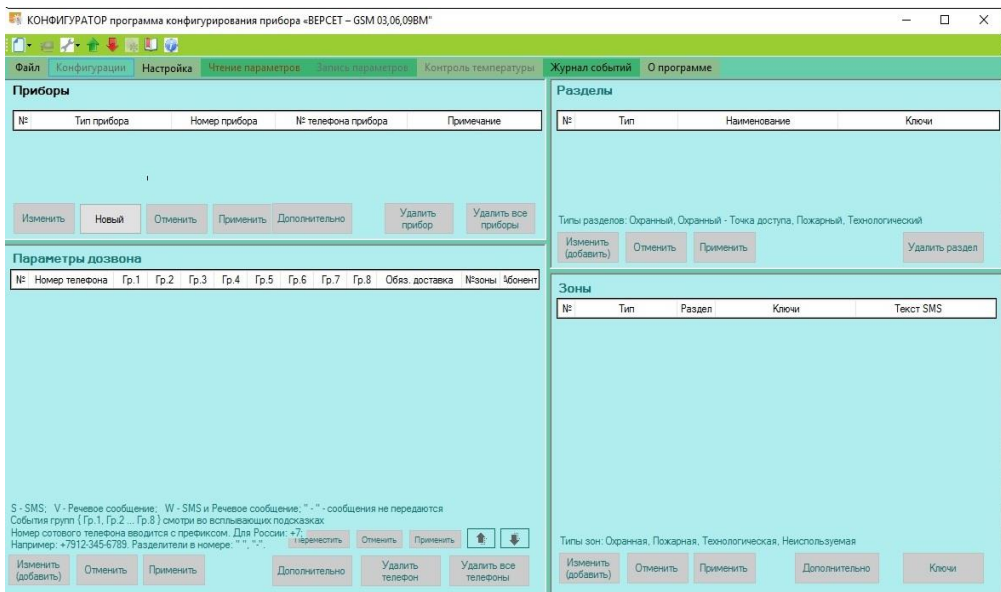 КОНФИГУРАТОР программа конфигурирования прибора «ВЕРСЕТ – GSM 03,06,09ВМ"
Файл Конфигурации Настройка Чтение параметров Запись параметров Контроль температуры Журнал событий О программе
Приборы
№ Тип прибора Номер прибора № телефона прибора Примечание
Изменить Новый Отменить Применить Дополнительно Удалить прибор Удалить все приборы
Параметры дозвона
№ Номер телефона Гр.1 Гр.2 Гр.3 Гр.4 Гр.5 Гр.6 Гр.7 Гр.8 Обяз. доставка №зоны Абонент
S - SMS; V - Речевое сообщение; W - SMS и Речевое сообщение; " - " - сообщения не передаются
События групп { Гр.1, Гр.2 ... Гр.8 } смотри во всплывающих подсказках
Номер сотового телефона вводится с префиксом. Для России: +7;
Например: +7912-345-6789. Разделители в номере: " ", "-".
Переместить Отменить Применить
Изменить (добавить) Отменить Применить Дополнительно Удалить телефон Удалить все телефоны
Разделы
№ Тип Наименование Ключи
Типы разделов: Охранный, Охранный - Точка доступа, Пожарный, Технологический
Изменить (добавить) Отменить Применить Удалить раздел
Зоны
№ Тип Раздел Ключи Текст SMS
Типы зон: Охранная, Пожарная, Технологическая, Неиспользуемая
Изменить (добавить) Отменить Применить Дополнительно Ключи